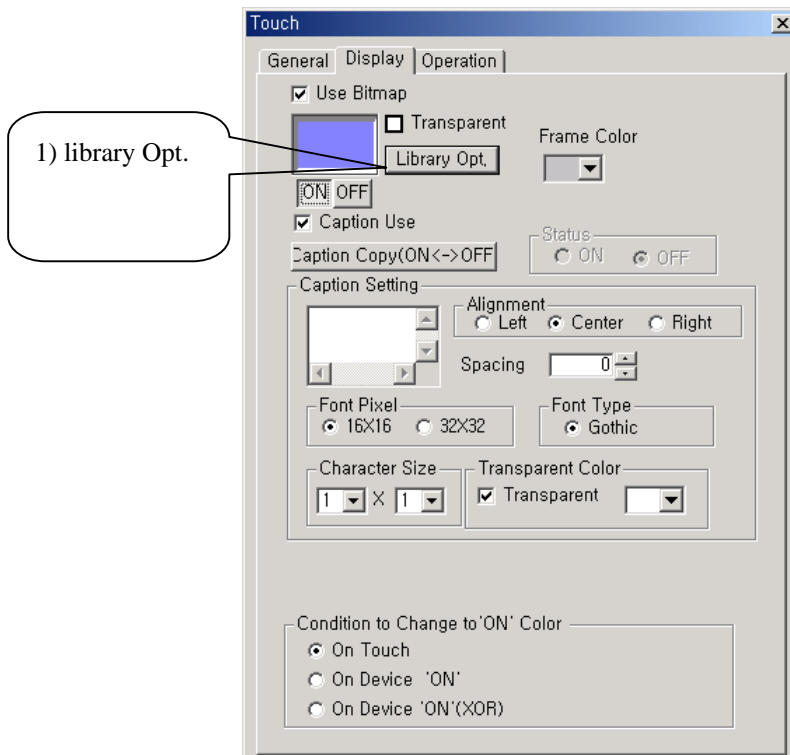 Touch
General Display Operation
Use Bitmap
1) library Opt.
Transparent
Library Opt,
Frame Color
ON OFF
Caption Use
Caption Copy(ON<->OFF
Status
ON OFF
Caption Setting
Alignment
Left Center Right
Spacing 0
Font Pixel
16X16 32X32
Font Type
Gothic
Character Size
1 X 1
Transparent Color
Transparent
Condition to Change to'ON' Color
On Touch
On Device 'ON'
On Device 'ON'(XOR)